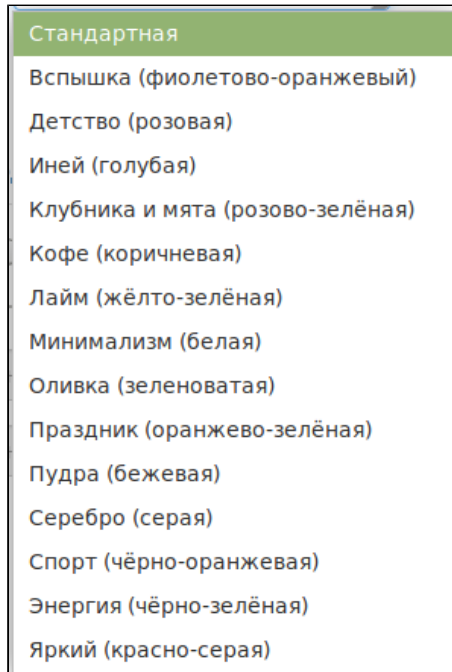 Стандартная
Вспышка (фиолетово-оранжевый)
Детство (розовая)
Иней (голубая)
Клубника и мята (розово-зелёная)
Кофе (коричневая)
Лайм (жёлто-зелёная)
Минимализм (белая)
Оливка (зеленоватая)
Праздник (оранжево-зелёная)
Пудра (бежевая)
Серебро (серая)
Спорт (чёрно-оранжевая)
Энергия (чёрно-зелёная)
Яркий (красно-серая)